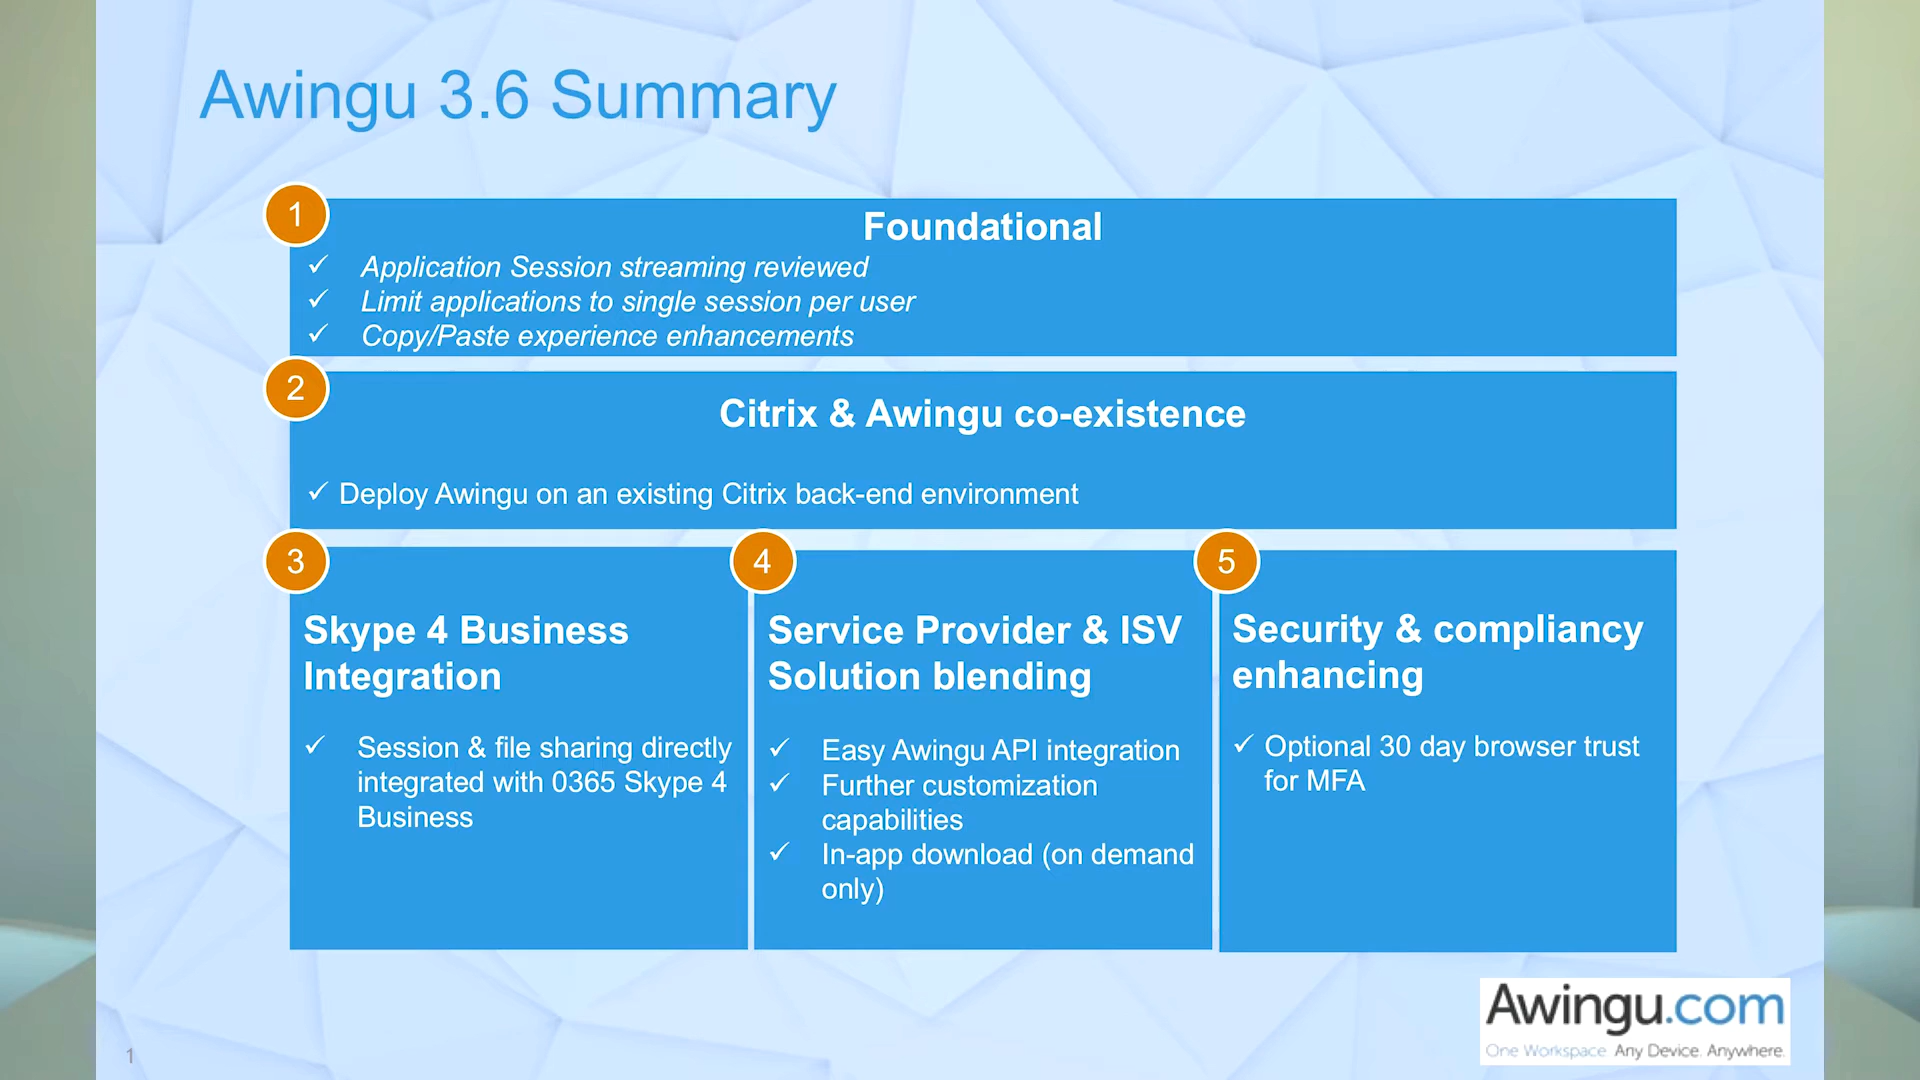 Awingu 3.6 Summary
1
Foundational
✓ Application Session streaming reviewed
✓ Limit applications to single session per user
✓ Copy/Paste experience enhancements
2
Citrix & Awingu co-existence
✓ Deploy Awingu on an existing Citrix back-end environment
3
Skype 4 Business
Integration
✓ Session & file sharing directly
integrated with 0365 Skype 4
Business
4
Service Provider & ISV
Solution blending
✓ Easy Awingu API integration
✓ Further customization
capabilities
✓ In-app download (on demand
only)
5
Security & compliancy
enhancing
✓ Optional 30 day browser trust
for MFA
Awingu.com
One Workspace. Any Device. Anywhere.
1